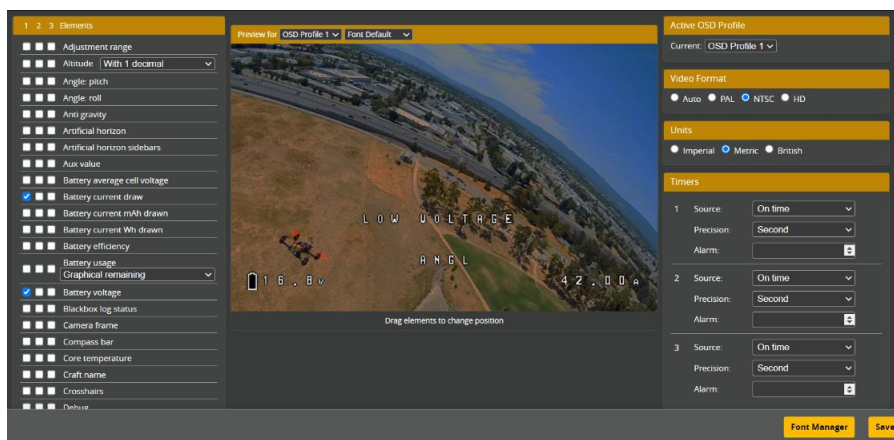 1 2 3 Elements
Adjustment range
Altitude With 1 decimal
Angle: pitch
Angle: roll
Anti gravity
Artificial horizon
Artificial horizon sidebars
Aux value
Battery average cell voltage
Battery current draw
Battery current mAh drawn
Battery current Wh drawn
Battery efficiency
Battery usage
Graphical remaining
Battery voltage
Blackbox log status
Camera frame
Compass bar
Core temperature
Craft name
Crosshairs
Debug
Preview for OSD Profile 1 Font Default
LOW VOLTAGE
ANGL
16.8V
42.00A
Drag elements to change position
Active OSD Profile
Current: OSD Profile 1
Video Format
Auto PAL NTSC HD
Units
Imperial Metric British
Timers
1 Source: On time
Precision: Second
Alarm:
2 Source: On time
Precision: Second
Alarm:
3 Source: On time
Precision: Second
Alarm:
Font Manager
Save